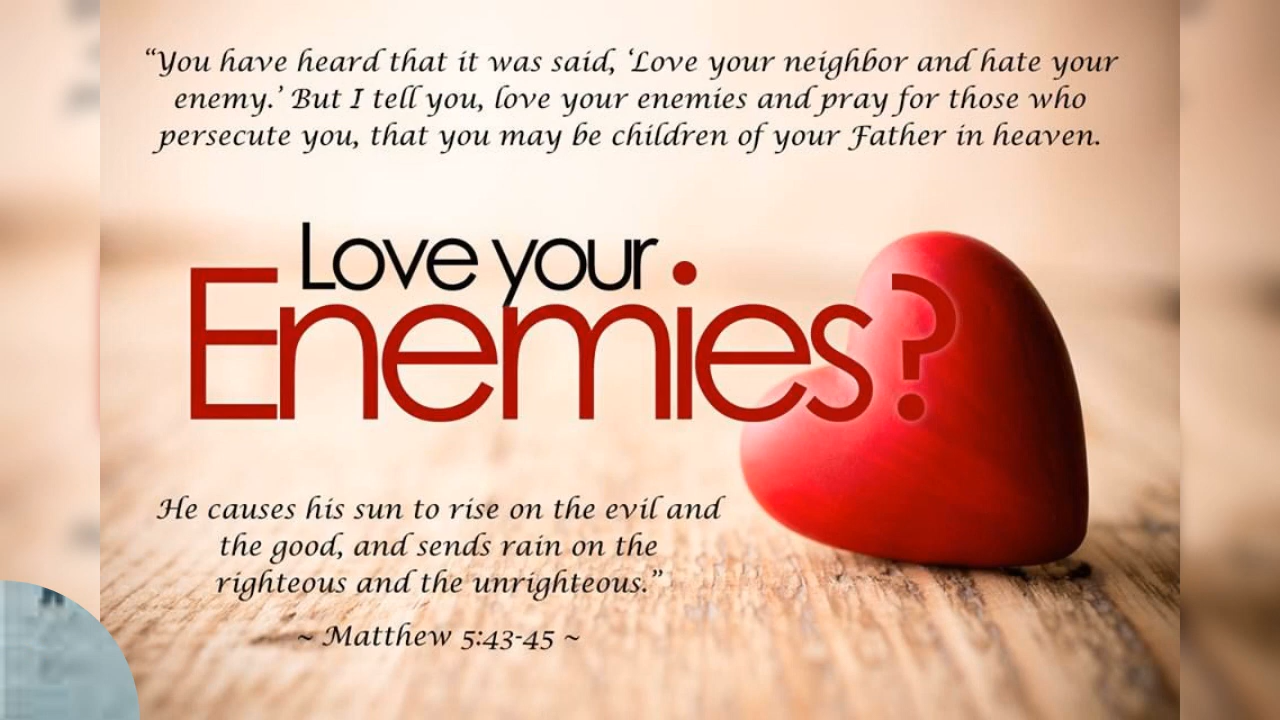 “You have heard that it was said, ‘Love your neighbor and hate your
enemy.’ But I tell you, love your enemies and pray for those who
persecute you, that you may be children of your Father in heaven.
Love your
Enemies?
He causes his sun to rise on the evil and
the good, and sends rain on the
righteous and the unrighteous.”
~ Matthew 5:43-45 ~